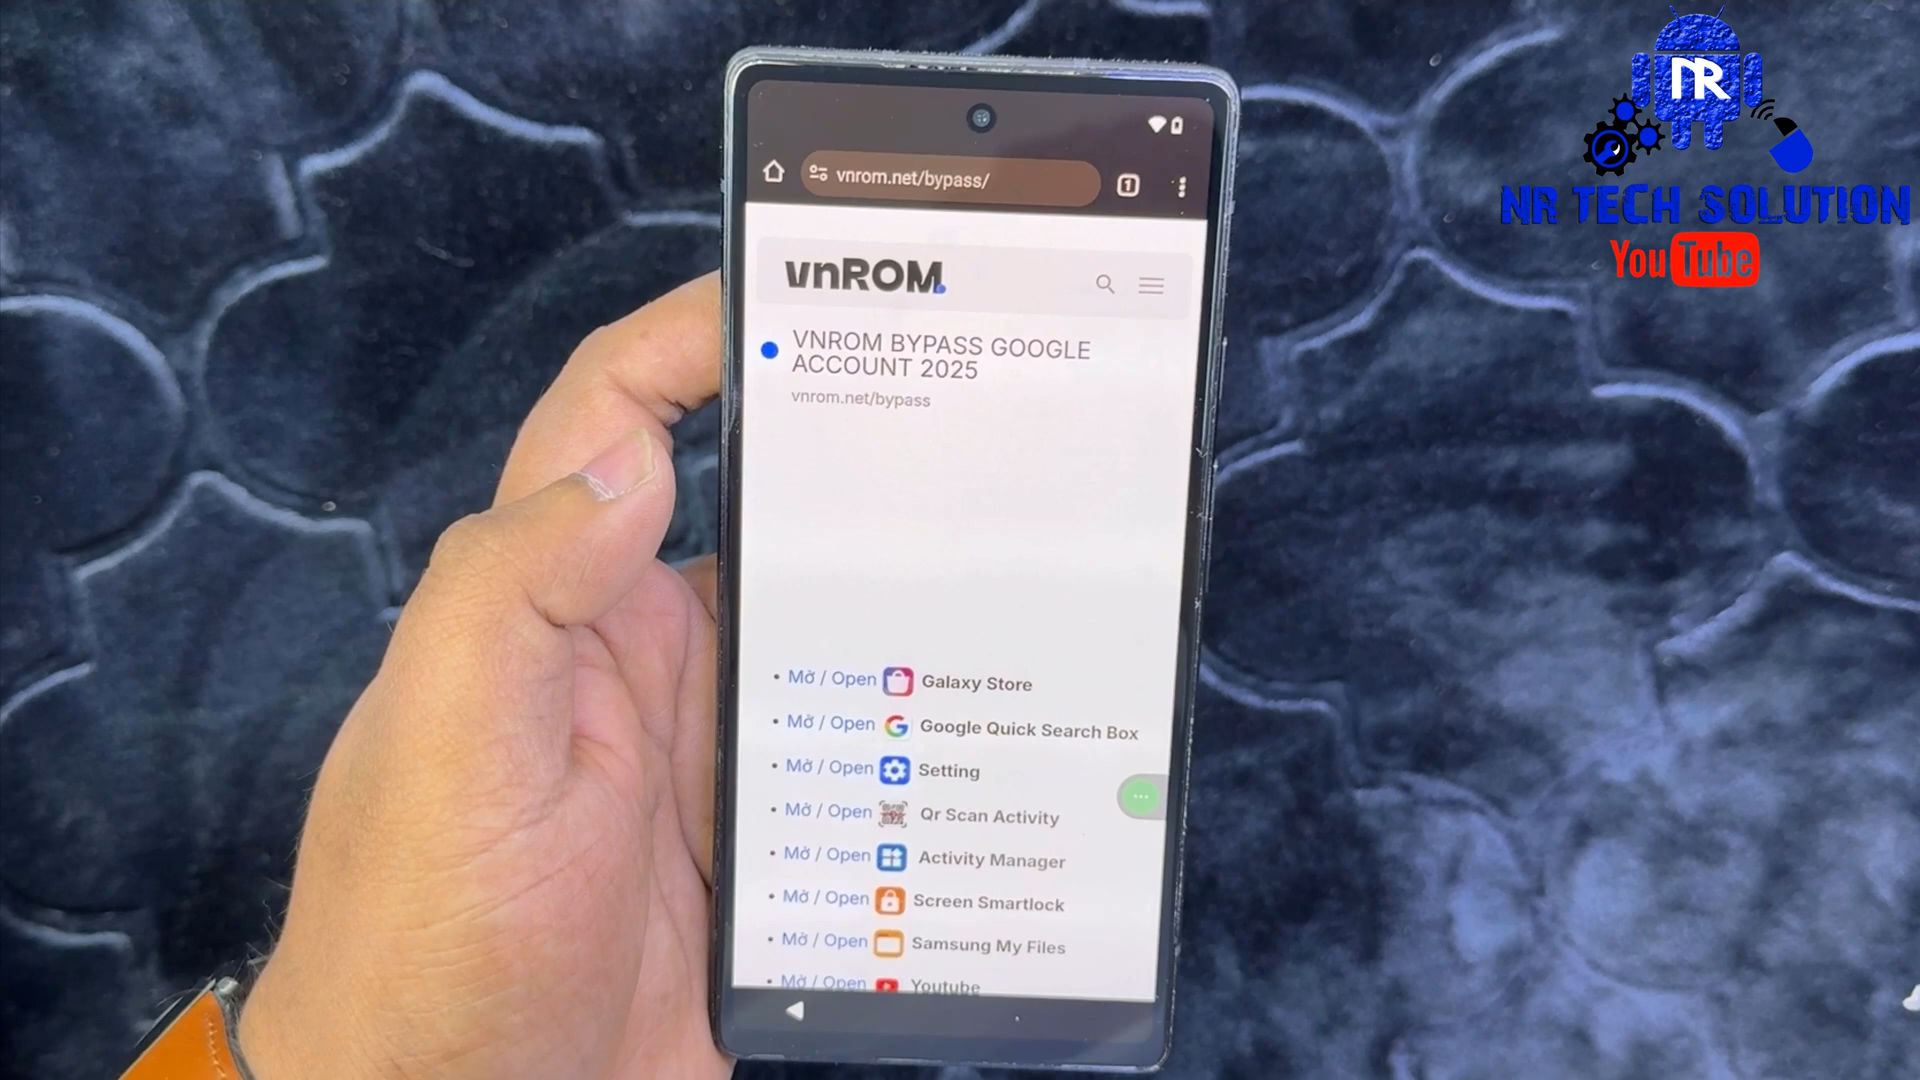 NR
NR TECH SOLUTION
YouTube
vnrom.net/bypass/
1
vnROM.
VNROM BYPASS GOOGLE
ACCOUNT 2025
vnrom.net/bypass
• Mở / Open Galaxy Store
• Mở / Open Google Quick Search Box
• Mở / Open Setting
• Mở / Open Qr Scan Activity
• Mở / Open Activity Manager
• Mở / Open Screen Smartlock
• Mở / Open Samsung My Files
• Mở / Open Youtube